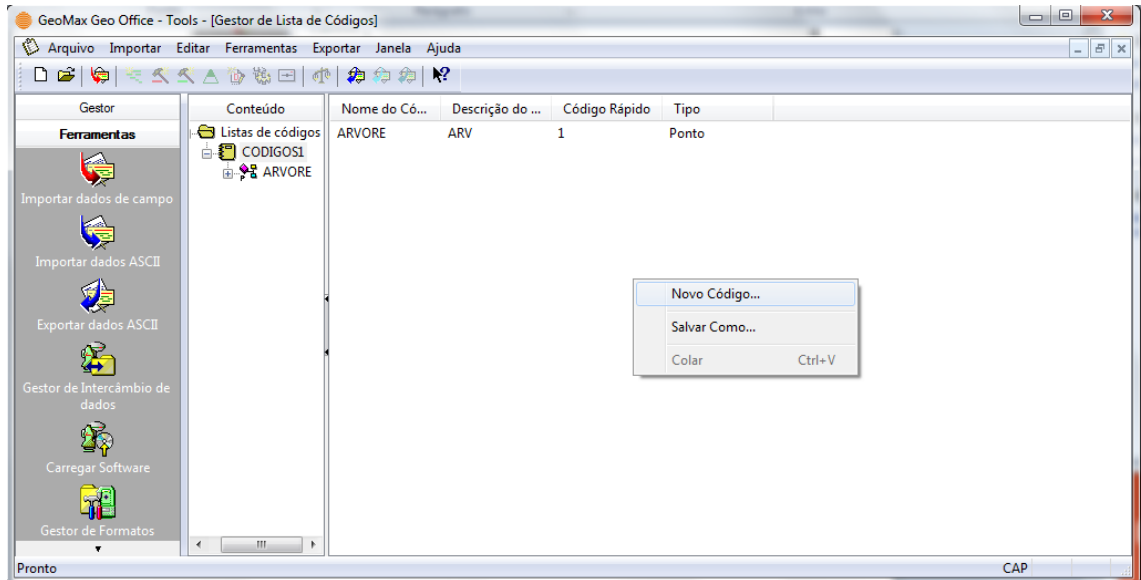 GeoMax Geo Office - Tools - [Gestor de Lista de Códigos]
Arquivo Importar Editar Ferramentas Exportar Janela Ajuda
Gestor
Ferramentas
Importar dados de campo
Importar dados ASCII
Exportar dados ASCII
Gestor de Intercâmbio de
dados
Carregar Software
Gestor de Formatos
Conteúdo
Listas de códigos
CODIGOS1
ARVORE
Nome do Có... Descrição do ... Código Rápido Tipo
ARVORE ARV 1 Ponto
Novo Código...
Salvar Como...
Colar Ctrl+V
Pronto CAP